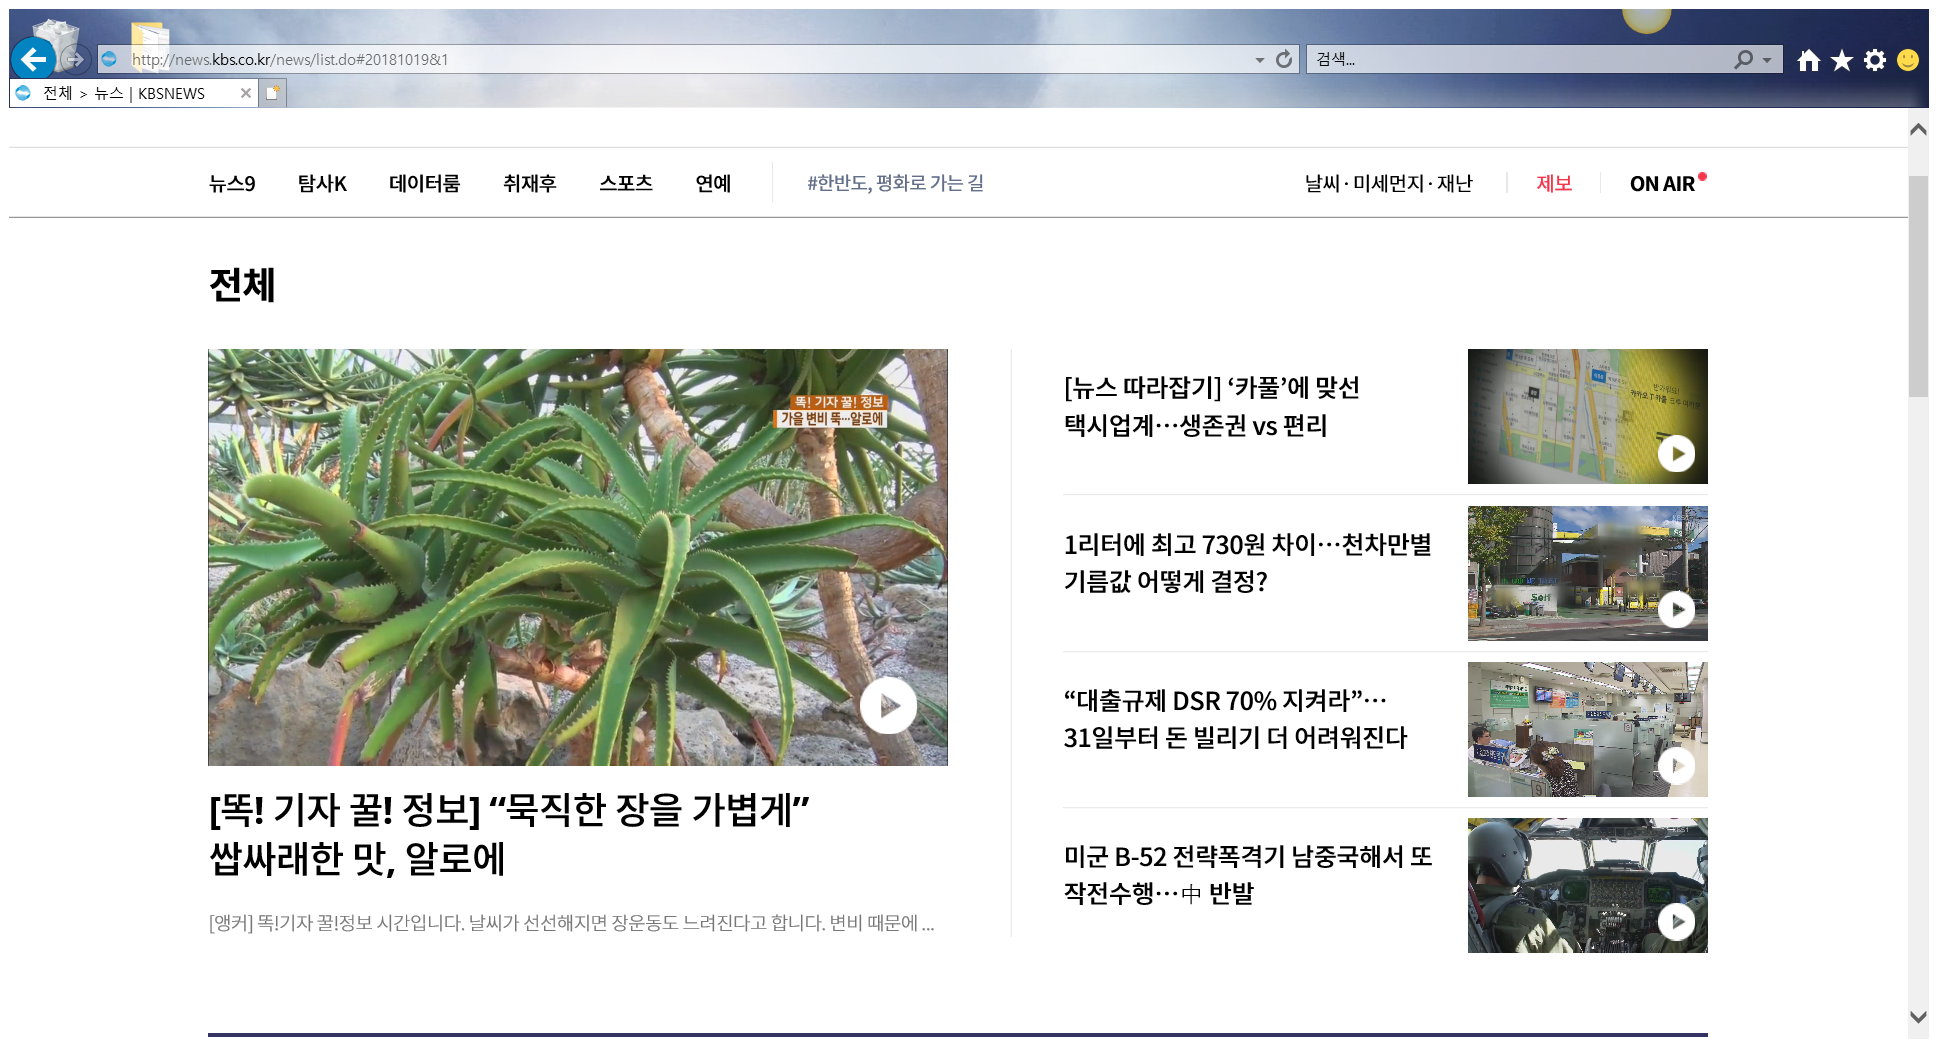 http://news.kbs.co.kr/news/list.do#20181019&1
검색...
전체 > 뉴스 | KBSNEWS
뉴스9 탐사K 데이터룸 취재후 스포츠 연예 #한반도, 평화로 가는 길 날씨·미세먼지·재난 제보 ON AIR
전체
똑! 기자 꿀! 정보
가을 변비 뚝…알로에
[똑! 기자 꿀! 정보] “묵직한 장을 가볍게”
쌉싸래한 맛, 알로에
[앵커] 똑!기자 꿀!정보 시간입니다. 날씨가 선선해지면 장운동도 느려진다고 합니다. 변비 때문에 ...
[뉴스 따라잡기] ‘카풀’에 맞선
택시업계…생존권 vs 편리
1리터에 최고 730원 차이…천차만별
기름값 어떻게 결정?
Self
“대출규제 DSR 70% 지켜라”…
31일부터 돈 빌리기 더 어려워진다
9
미군 B-52 전략폭격기 남중국해서 또
작전수행…中 반발